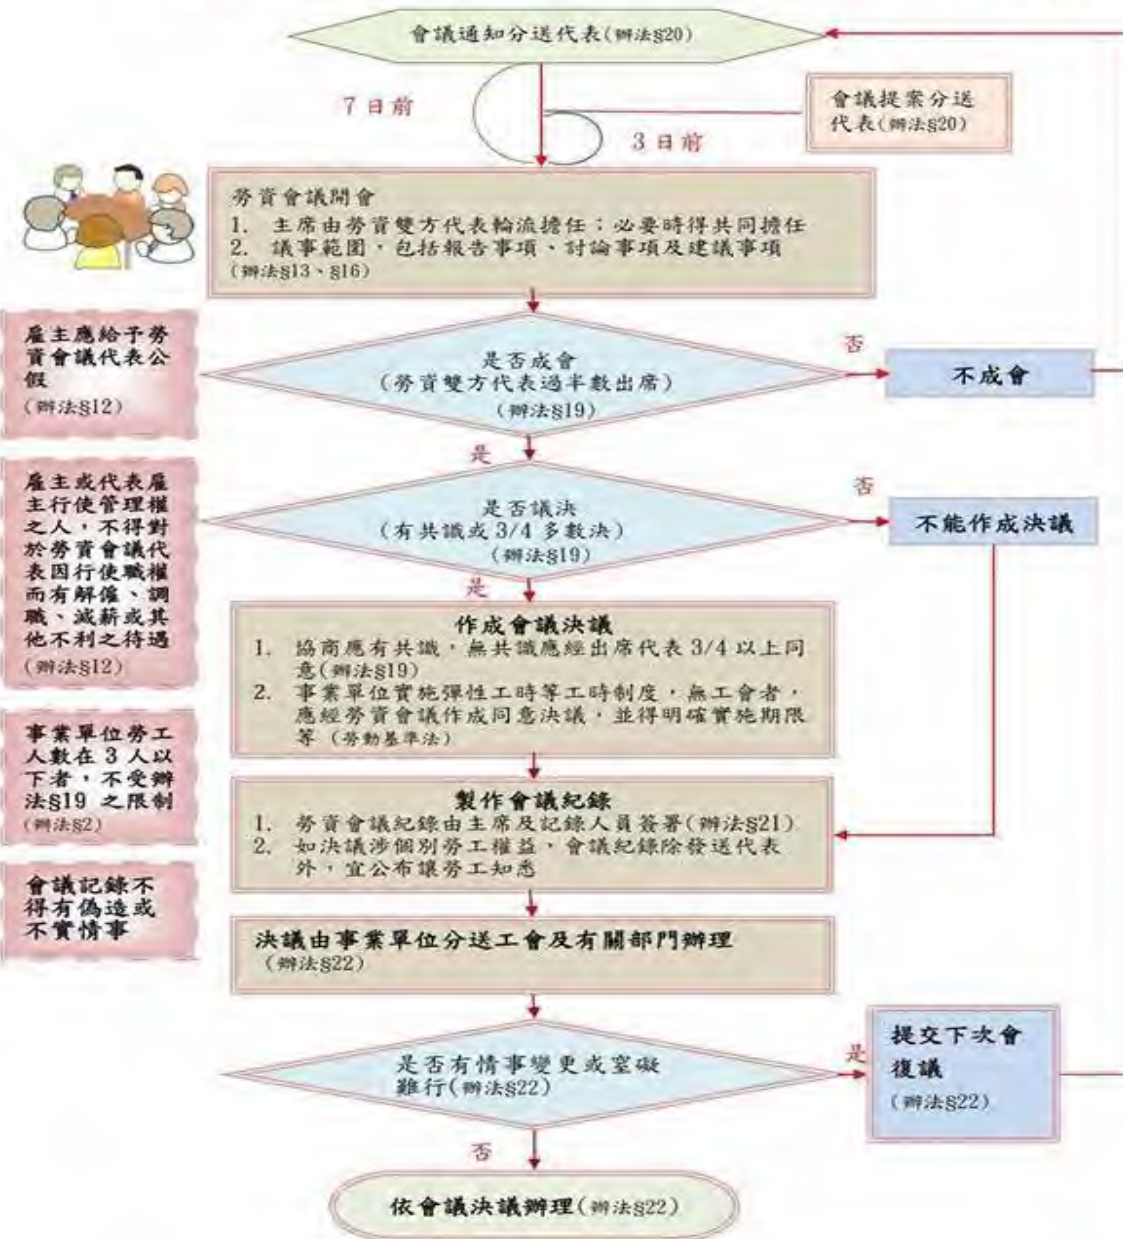 會議通知分送代表(辦法§20)
7日前
會議提案分送
代表(辦法§20)
3日前
勞資會議開會
1. 主席由勞資雙方代表輪流擔任;必要時得共同擔任
2. 議事範圍,包括報告事項、討論事項及建議事項
(辦法§13、§16)
雇主應給予勞
資會議代表公
假
(辦法§12)
是否成會
(勞資雙方代表過半數出席)
(辦法§19)
否
不成會
是
雇主或代表雇
主行使管理權
之人,不得對
於勞資會議代
表因行使職權
而有解僱、調
職、減薪或其
他不利之待遇
(辦法§12)
是否議決
(有共識或3/4多數決)
(辦法§19)
否
不能作成決議
是
作成會議決議
1. 協商應有共識,無共識應經出席代表3/4以上同
意(辦法§19)
2. 事業單位實施彈性工時等工時制度,無工會者,
應經勞資會議作成同意決議,並得明確實施期限
等(勞動基準法)
事業單位勞工
人數在3人以
下者,不受辦
法§19之限制
(辦法§2)
製作會議紀錄
1. 勞資會議紀錄由主席及記錄人員簽署(辦法§21)
2. 如決議涉個別勞工權益,會議紀錄除發送代表
外,宜公布讓勞工知悉
會議記錄不
得有偽造或
不實情事
決議由事業單位分送工會及有關部門辦理
(辦法§22)
是否有情事變更或窒礙
難行(辦法§22)
是
提交下次會
復議
(辦法§22)
否
依會議決議辦理(辦法§22)